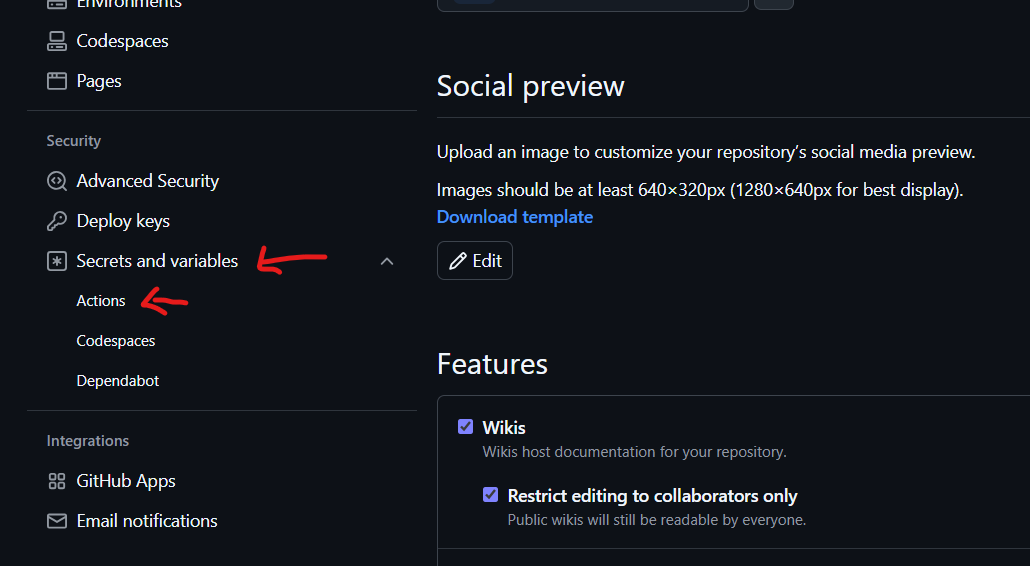 Environments
Codespaces
Pages
Security
Advanced Security
Deploy keys
Secrets and variables
Actions
Codespaces
Dependabot
Integrations
GitHub Apps
Email notifications
Social preview
Upload an image to customize your repository’s social media preview.
Images should be at least 640×320px (1280×640px for best display).
Download template
Edit
Features
Wikis
Wikis host documentation for your repository.
Restrict editing to collaborators only
Public wikis will still be readable by everyone.